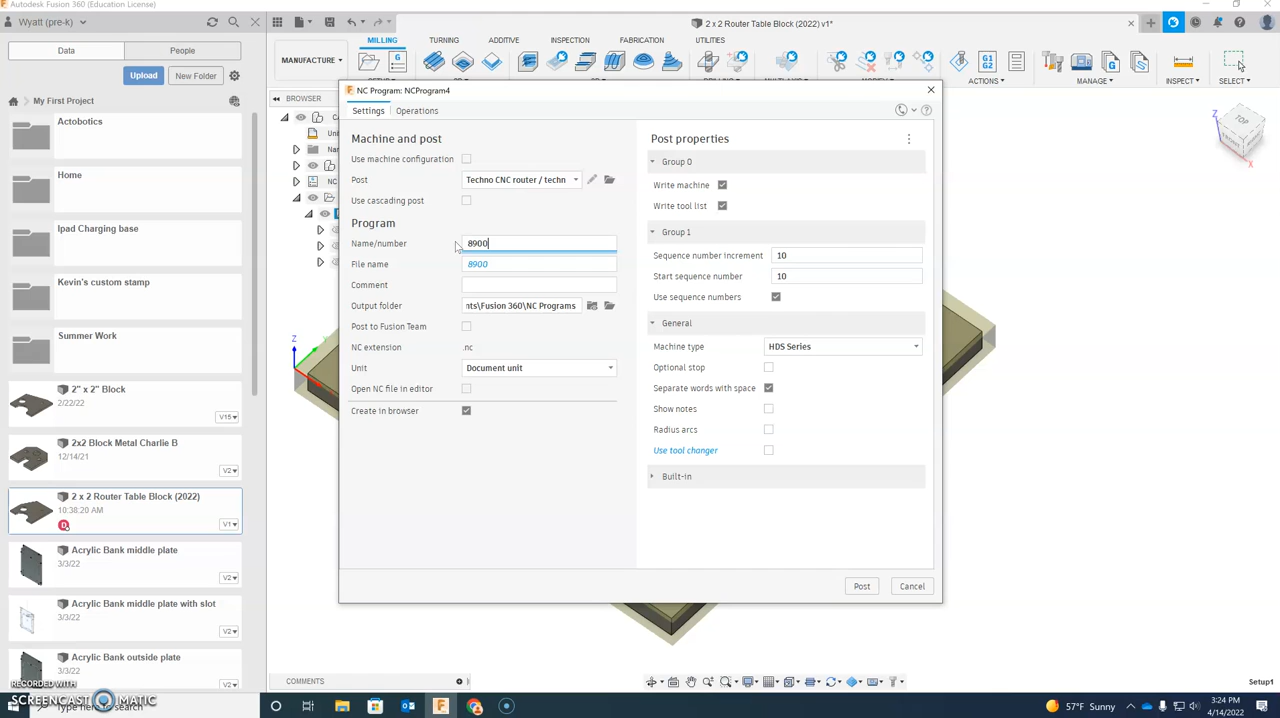 Autodesk Fusion 360 (Education License)
Wyatt (pre-k)
2 x 2 Router Table Block (2022) v1*
Data
People
MILLING
TURNING
ADDITIVE
INSPECTION
FABRICATION
UTILITIES
MANUFACTURE
Upload
New Folder
G1
G2
ACTIONS
MANAGE
INSPECT
SELECT
My First Project
BROWSER
NC Program: NCProgram4
Settings
Operations
Actobotics
Home
Ipad Charging base
Kevin's custom stamp
Summer Work
2" x 2" Block
2/22/22
V15
2x2 Block Metal Charlie B
12/14/21
V2
2 x 2 Router Table Block (2022)
10:38:20 AM
V1
Acrylic Bank middle plate
3/3/22
V2
Acrylic Bank middle plate with slot
3/3/22
V2
Acrylic Bank outside plate
3/3/22
V2
Machine and post
Use machine configuration
Post
Techno CNC router / techn
Use cascading post
Program
Name/number
8900
File name
8900
Comment
Output folder
nts\Fusion 360\NC Programs
Post to Fusion Team
NC extension
.nc
Unit
Document unit
Open NC file in editor
Create in browser
Post properties
Group 0
Write machine
Write tool list
Group 1
Sequence number increment
10
Start sequence number
10
Use sequence numbers
General
Machine type
HDS Series
Optional stop
Separate words with space
Show notes
Radius arcs
Use tool changer
Built-in
Post
Cancel
TOP
Z
X
Z
COMMENTS
Setup1
RECORDED WITH
SCREENCAST MATIC
57°F Sunny
3:24 PM
4/14/2022